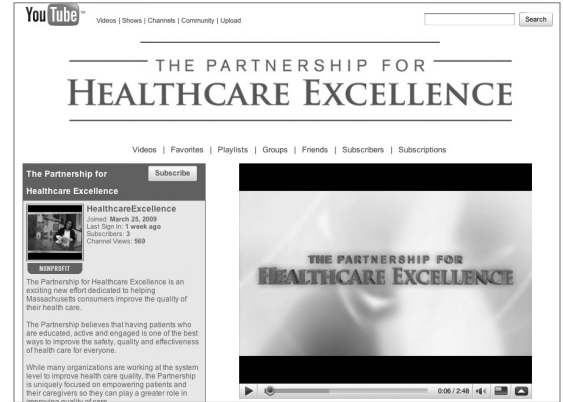 YouTube™
Videos | Shows | Channels | Community | Upload
Search
THE PARTNERSHIP FOR
HEALTHCARE EXCELLENCE
Videos | Favorites | Playlists | Groups | Friends | Subscribers | Subscriptions
The Partnership for
Healthcare Excellence
Subscribe
HealthcareExcellence
Joined: March 25, 2009
Last Sign In: 1 week ago
Subscribers: 3
Channel Views: 569
NONPROFIT
The Partnership for Healthcare Excellence is an
exciting new effort dedicated to helping
Massachusetts consumers improve the quality of
their health care.
The Partnership believes that having patients who
are educated, active and engaged is one of the best
ways to improve the safety, quality and effectiveness
of health care for everyone.
While many organizations are working at the system
level to improve health care quality, the Partnership
is uniquely focused on empowering patients and
their caregivers so they can play a greater role in
improving quality of care.
THE PARTNERSHIP FOR
HEALTHCARE EXCELLENCE
0:06 / 2:48